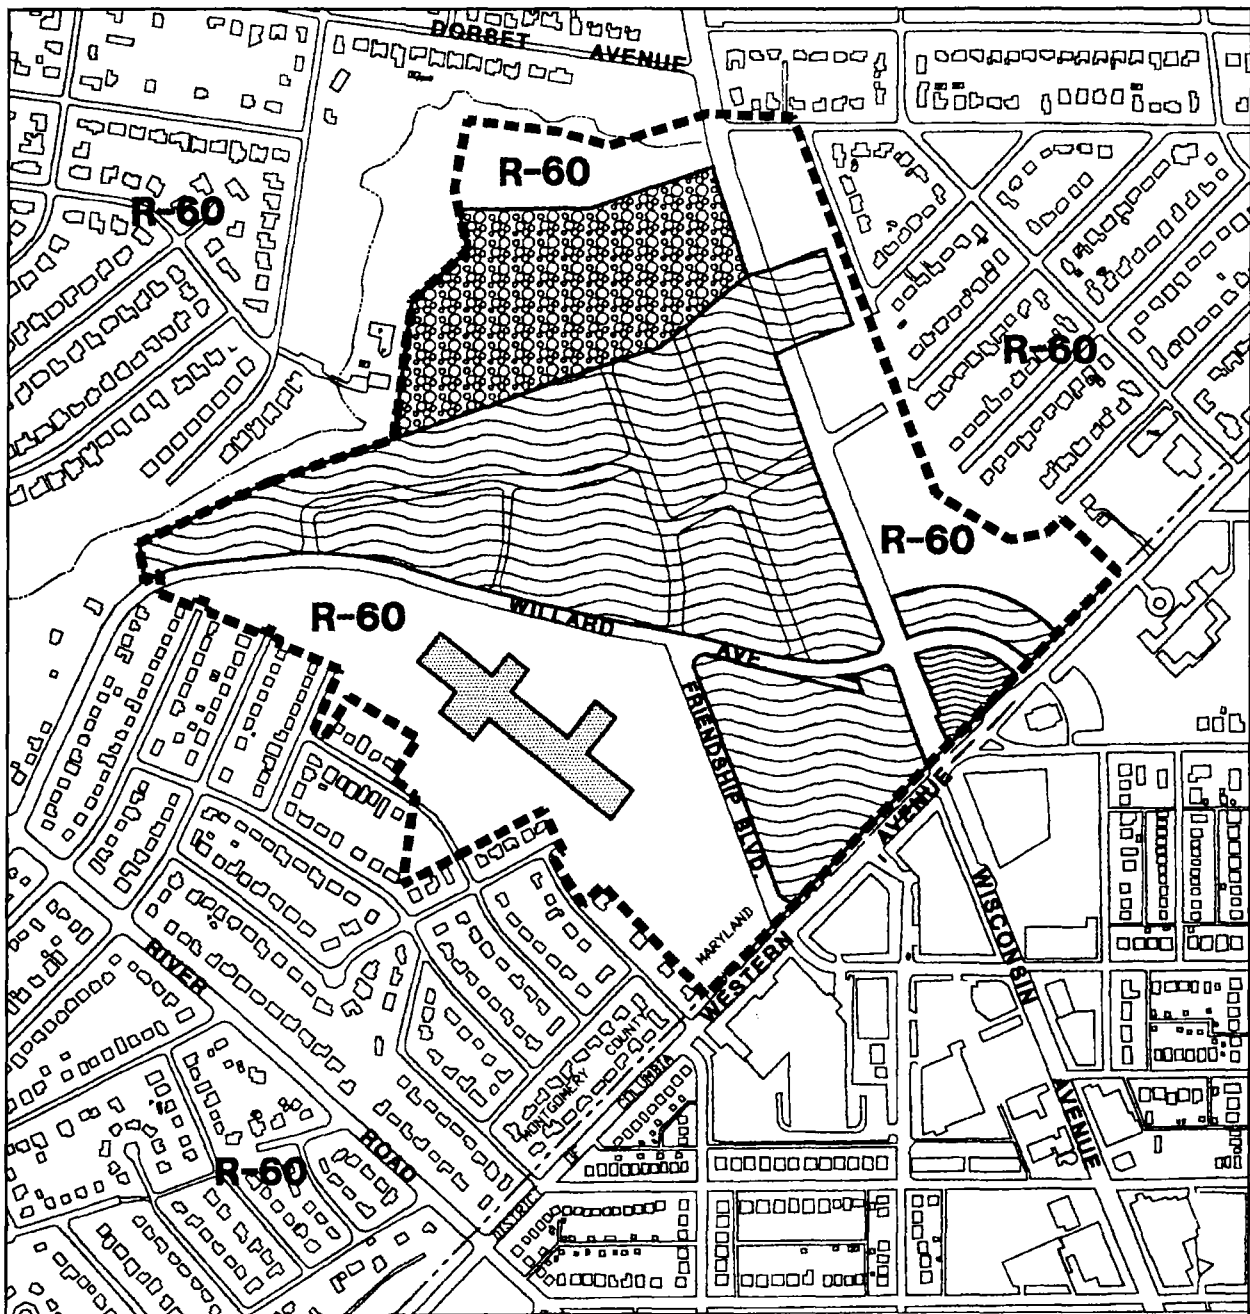 DORSET AVENUE
R-60
R-60
R-60
R-60
R-60
WILLARD AVE
FRIENDSHIP BLVD
MARYLAND
WESTERN AVENUE
WISCONSIN AVENUE
RIVER ROAD
MONTGOMERY COUNTY
DISTRICT OF COLUMBIA
R-60